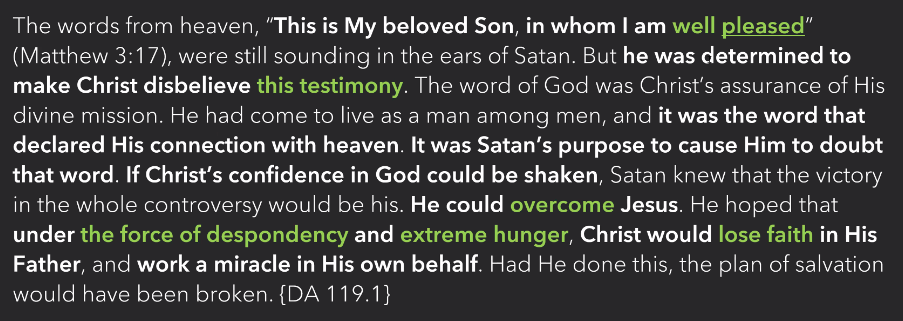 The words from heaven, “This is My beloved Son, in whom I am well pleased”
(Matthew 3:17), were still sounding in the ears of Satan. But he was determined to
make Christ disbelieve this testimony. The word of God was Christ’s assurance of His
divine mission. He had come to live as a man among men, and it was the word that
declared His connection with heaven. It was Satan’s purpose to cause Him to doubt
that word. If Christ’s confidence in God could be shaken, Satan knew that the victory
in the whole controversy would be his. He could overcome Jesus. He hoped that
under the force of despondency and extreme hunger, Christ would lose faith in His
Father, and work a miracle in His own behalf. Had He done this, the plan of salvation
would have been broken. {DA 119.1}